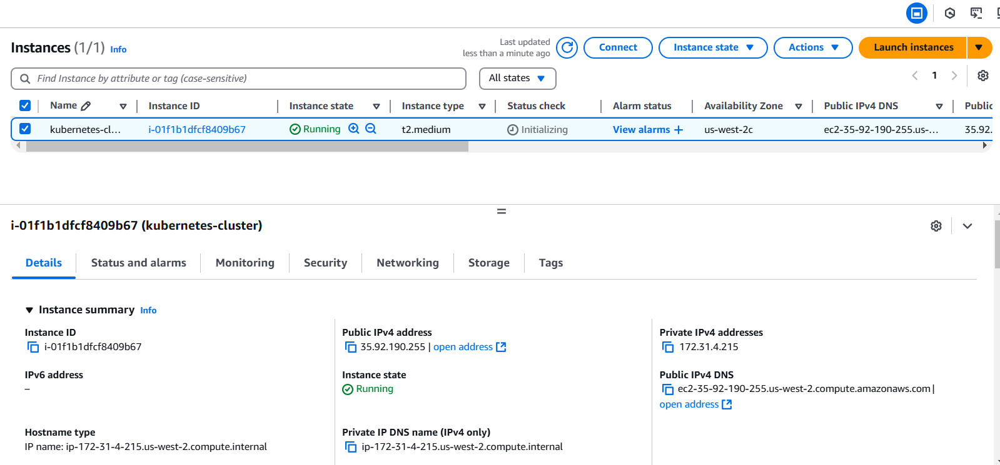 Instances (1/1) Info
Last updated
less than a minute ago
Connect
Instance state
Actions
Launch instances
Find Instance by attribute or tag (case-sensitive)
All states
1
Name Instance ID Instance state Instance type Status check Alarm status Availability Zone Public IPv4 DNS Public
kubernetes-cl... i-01f1b1dfcf8409b67 Running t2.medium Initializing View alarms + us-west-2c ec2-35-92-190-255.us-... 35.92.
i-01f1b1dfcf8409b67 (kubernetes-cluster)
Details Status and alarms Monitoring Security Networking Storage Tags
Instance summary Info
Instance ID
i-01f1b1dfcf8409b67
Public IPv4 address
35.92.190.255 | open address
Private IPv4 addresses
172.31.4.215
IPv6 address
–
Instance state
Running
Public IPv4 DNS
ec2-35-92-190-255.us-west-2.compute.amazonaws.com |
open address
Hostname type
IP name: ip-172-31-4-215.us-west-2.compute.internal
Private IP DNS name (IPv4 only)
ip-172-31-4-215.us-west-2.compute.internal